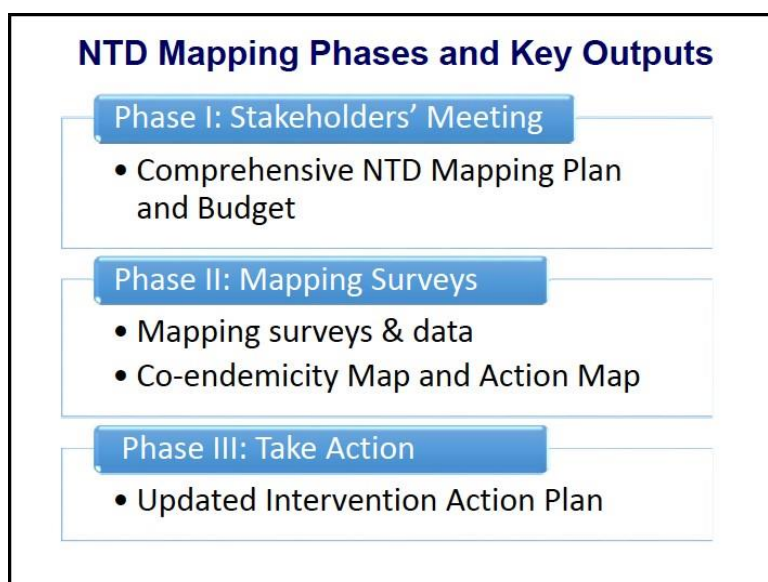 NTD Mapping Phases and Key Outputs
Phase I: Stakeholders’ Meeting
• Comprehensive NTD Mapping Plan
and Budget
Phase II: Mapping Surveys
• Mapping surveys & data
• Co-endemicity Map and Action Map
Phase III: Take Action
• Updated Intervention Action Plan